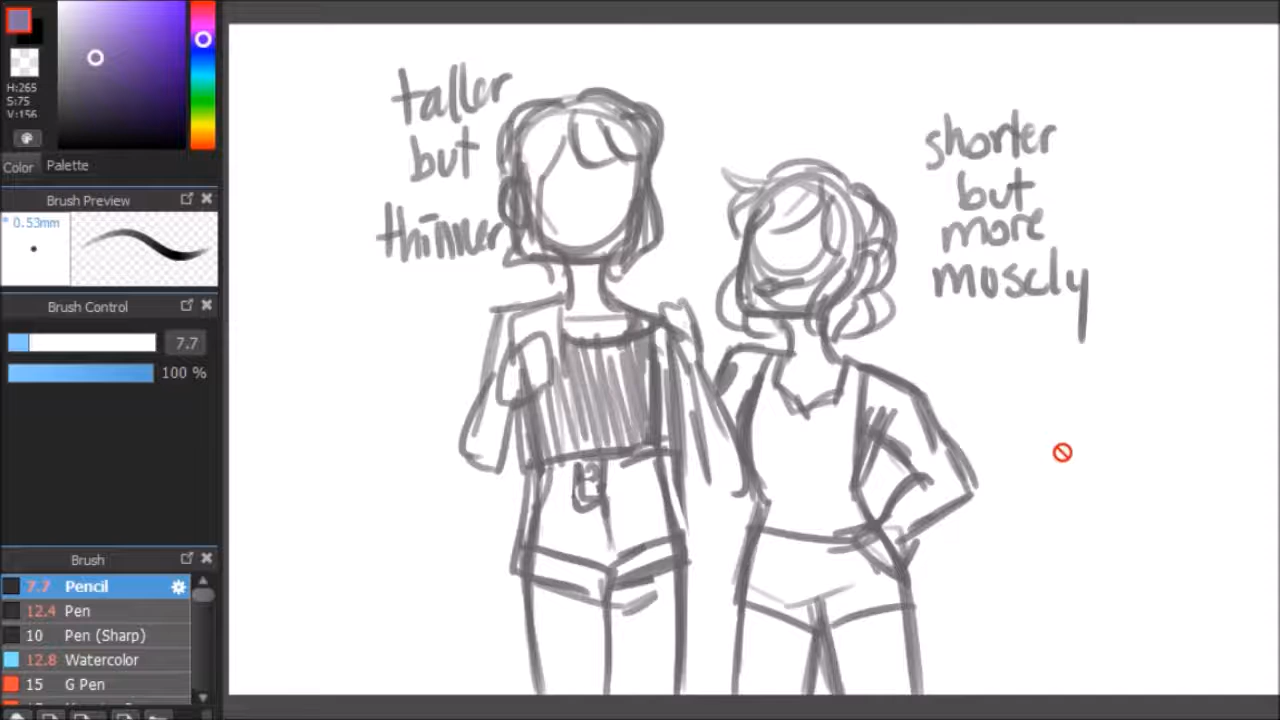 H:265
S:75
V:156
Color Palette
Brush Preview
0.53mm
Brush Control
7.7
100 %
Brush
7.7 Pencil
12.4 Pen
10 Pen (Sharp)
12.8 Watercolor
15 G Pen
taller
but
thinner
shorter
but
more
muscly